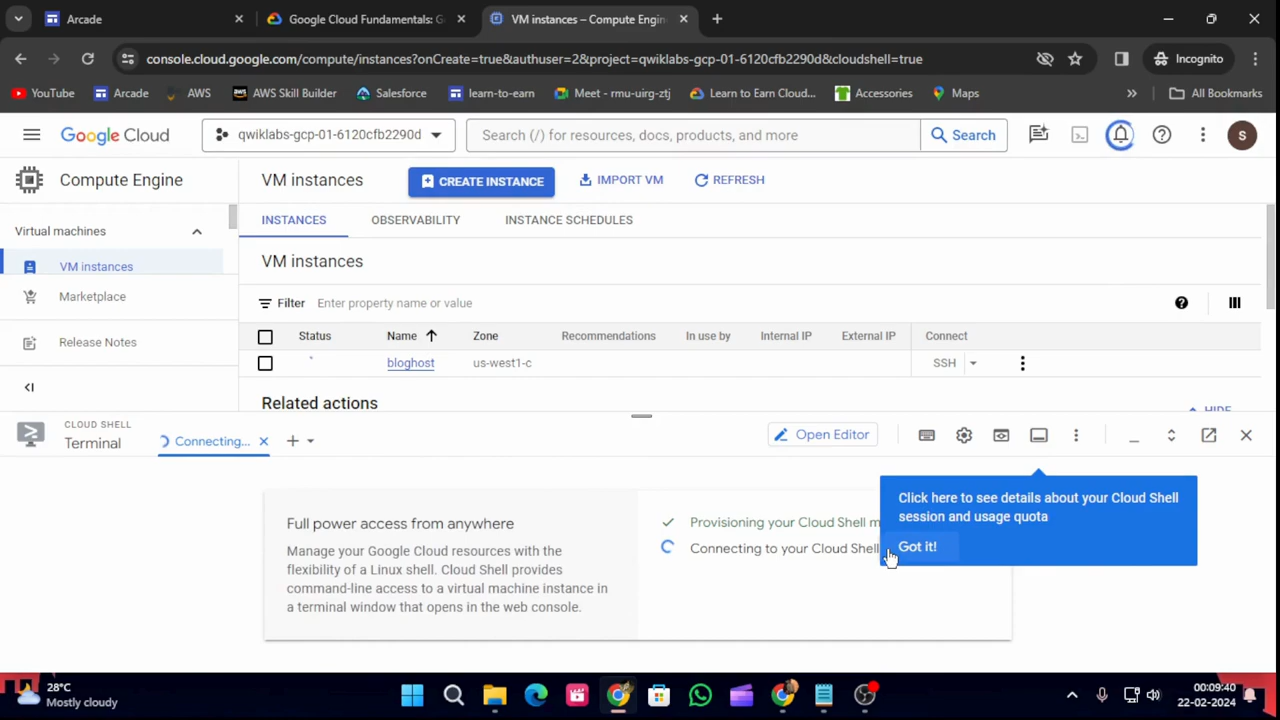 Arcade
Google Cloud Fundamentals: G
VM instances – Compute Engin
console.cloud.google.com/compute/instances?onCreate=true&authuser=2&project=qwiklabs-gcp-01-6120cfb2290d&cloudshell=true
Incognito
YouTube
Arcade
AWS
AWS Skill Builder
Salesforce
learn-to-earn
Meet - rmu-uirg-ztj
Learn to Earn Cloud...
Accessories
Maps
All Bookmarks
Google Cloud
qwiklabs-gcp-01-6120cfb2290d
Search (/) for resources, docs, products, and more
Search
S
Compute Engine
VM instances
CREATE INSTANCE
IMPORT VM
REFRESH
Virtual machines
INSTANCES
OBSERVABILITY
INSTANCE SCHEDULES
VM instances
VM instances
Marketplace
Filter
Enter property name or value
Release Notes
Status Name Zone Recommendations In use by Internal IP External IP Connect
bloghost us-west1-c SSH
Related actions
HIDE
CLOUD SHELL
Terminal
Connecting...
Open Editor
Click here to see details about your Cloud Shell
session and usage quota
Got it!
Full power access from anywhere
Manage your Google Cloud resources with the
flexibility of a Linux shell. Cloud Shell provides
command-line access to a virtual machine instance in
a terminal window that opens in the web console.
Provisioning your Cloud Shell m
Connecting to your Cloud Shell
28°C
Mostly cloudy
00:09:40
22-02-2024